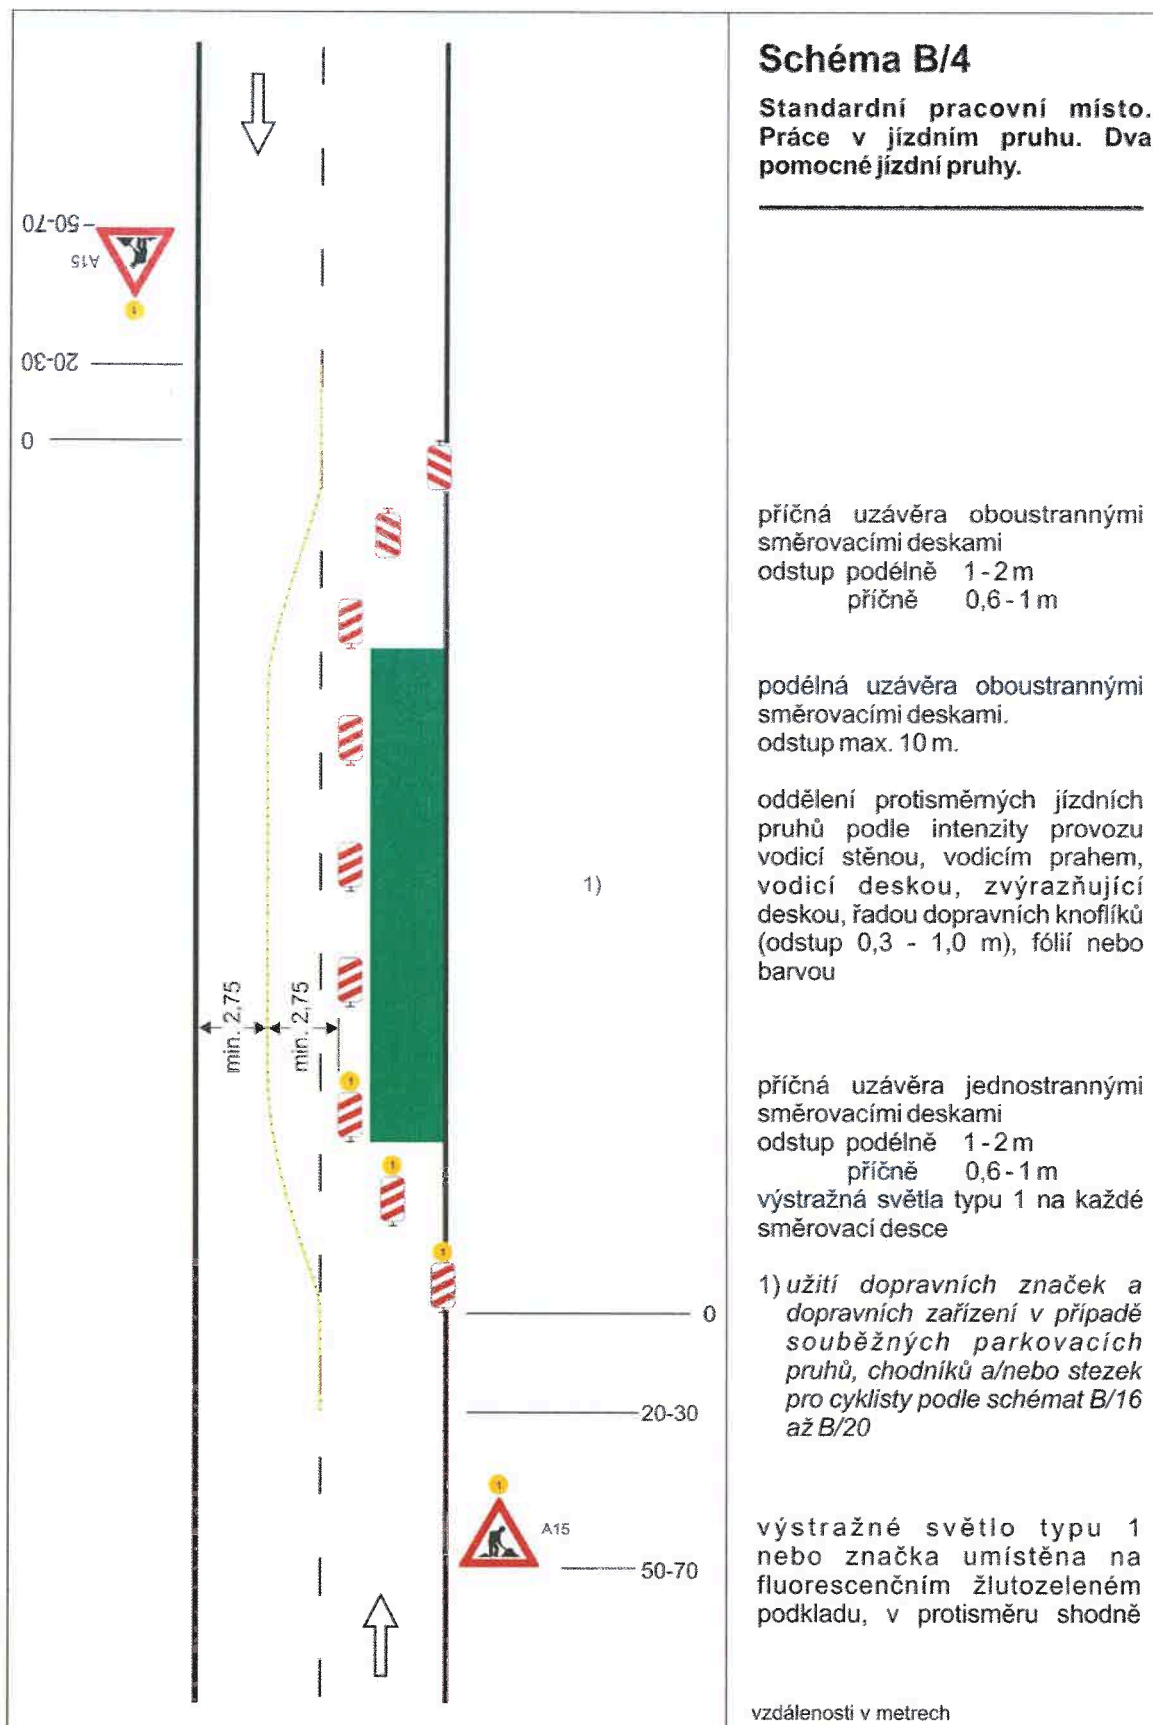 Schéma B/4
Standardní pracovní místo.
Práce v jízdním pruhu. Dva
pomocné jízdní pruhy.
50-70
A15
1
20-30
0
příčná uzávěra oboustrannými
směrovacími deskami
odstup podélně 1-2 m
příčně 0,6-1 m
podélná uzávěra oboustrannými
směrovacími deskami.
odstup max. 10 m.
1)
oddělení protisměrných jízdních
pruhů podle intenzity provozu
vodicí stěnou, vodicím prahem,
vodicí deskou, zvýrazňující
deskou, řadou dopravních knoflíků
(odstup 0,3 - 1,0 m), fólií nebo
barvou
min. 2,75
min. 2,75
1
1
1
příčná uzávěra jednostrannými
směrovacími deskami
odstup podélně 1-2 m
příčně 0,6-1 m
výstražná světla typu 1 na každé
směrovací desce
0
20-30
1) užití dopravních značek a
dopravních zařízení v případě
souběžných parkovacích
pruhů, chodníků a/nebo stezek
pro cyklisty podle schémat B/16
až B/20
1
A15
50-70
výstražné světlo typu 1
nebo značka umístěna na
fluorescenčním žlutozeleném
podkladu, v protisměru shodně
vzdálenosti v metrech